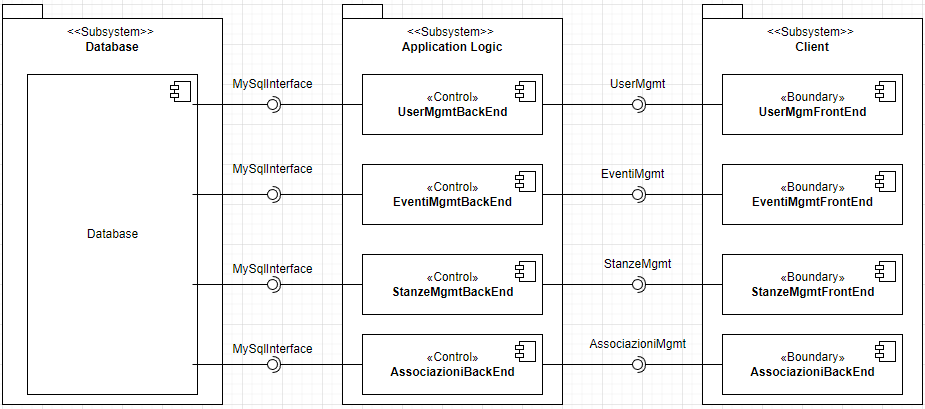 <<Subsystem>>
Database
Database
MySqlInterface
MySqlInterface
MySqlInterface
MySqlInterface
<<Subsystem>>
Application Logic
«Control»
UserMgmtBackEnd
«Control»
EventiMgmtBackEnd
«Control»
StanzeMgmtBackEnd
«Control»
AssociazioniBackEnd
UserMgmt
EventiMgmt
StanzeMgmt
AssociazioniMgmt
<<Subsystem>>
Client
«Boundary»
UserMgmFrontEnd
«Boundary»
EventiMgmtFrontEnd
«Boundary»
StanzeMgmtFrontEnd
«Boundary»
AssociazioniBackEnd